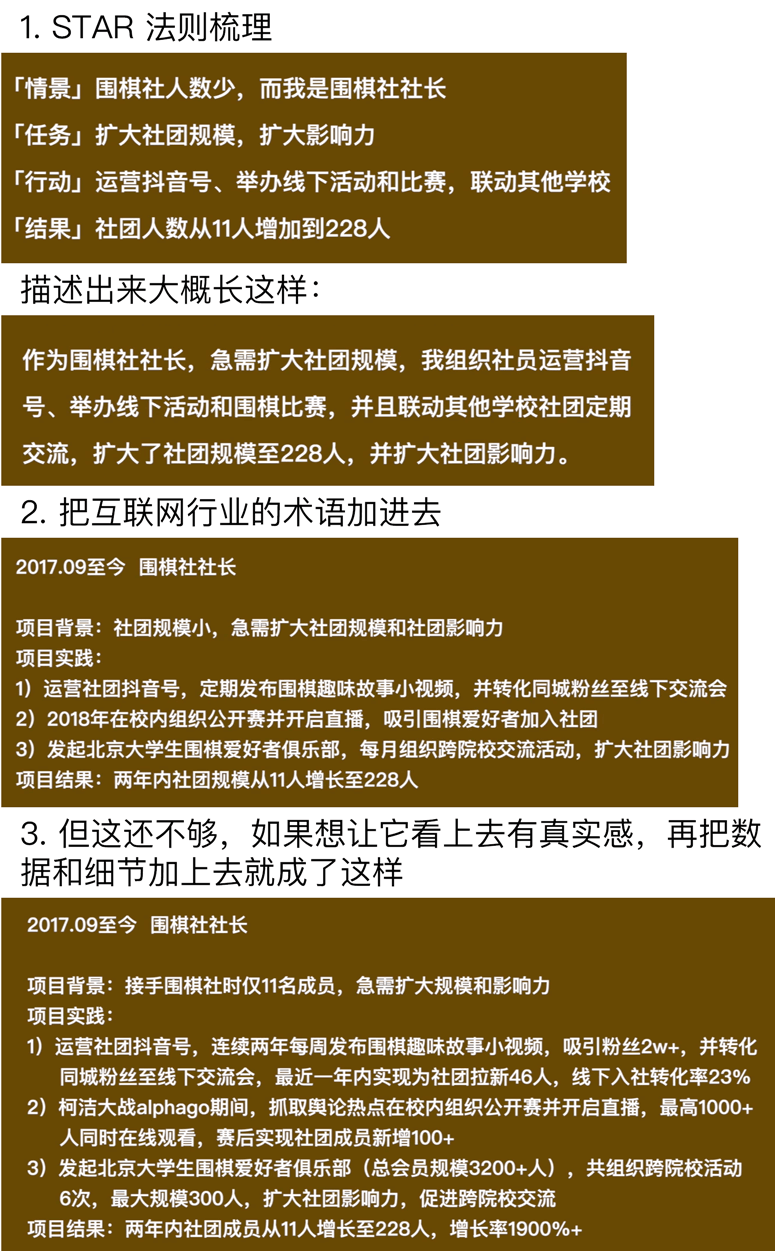 1. STAR 法则梳理
「情景」围棋社人数少，而我是围棋社社长
「任务」扩大社团规模，扩大影响力
「行动」运营抖音号、举办线下活动和比赛，联动其他学校
「结果」社团人数从11人增加到228人
描述出来大概长这样：
作为围棋社社长，急需扩大社团规模，我组织社员运营抖音
号、举办线下活动和围棋比赛，并且联动其他学校社团定期
交流，扩大了社团规模至228人，并扩大社团影响力。
2. 把互联网行业的术语加进去
2017.09至今 围棋社社长
项目背景：社团规模小，急需扩大社团规模和社团影响力
项目实践：
1）运营社团抖音号，定期发布围棋趣味故事小视频，并转化同城粉丝至线下交流会
2）2018年在校内组织公开赛并开启直播，吸引围棋爱好者加入社团
3）发起北京大学生围棋爱好者俱乐部，每月组织跨院校交流活动，扩大社团影响力
项目结果：两年内社团规模从11人增长至228人
3. 但这还不够，如果想让它看上去有真实感，再把数
据和细节加上去就成了这样
2017.09至今 围棋社社长
项目背景：接手围棋社时仅11名成员，急需扩大规模和影响力
项目实践：
1）运营社团抖音号，连续两年每周发布围棋趣味故事小视频，吸引粉丝2w+，并转化
同城粉丝至线下交流会，最近一年内实现为社团拉新46人，线下入社转化率23%
2）柯洁大战alphago期间，抓取舆论热点在校内组织公开赛并开启直播，最高1000+
人同时在线观看，赛后实现社团成员新增100+
3）发起北京大学生围棋爱好者俱乐部（总会员规模3200+人），共组织跨院校活动
6次，最大规模300人，扩大社团影响力，促进跨院校交流
项目结果：两年内社团成员从11人增长至228人，增长率1900%+